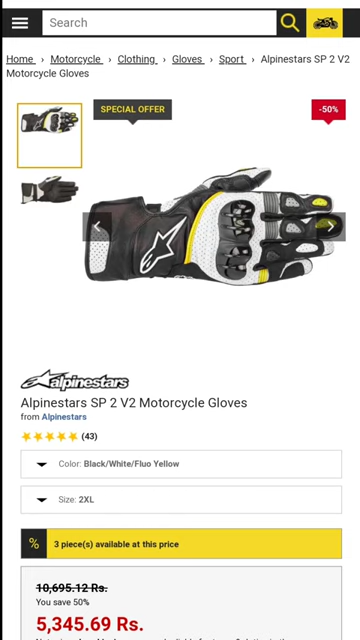 Search
Home › Motorcycle › Clothing › Gloves › Sport › Alpinestars SP 2 V2
Motorcycle Gloves
SPECIAL OFFER
-50%
alpinestars
Alpinestars SP 2 V2 Motorcycle Gloves
from Alpinestars
(43)
Color: Black/White/Fluo Yellow
Size: 2XL
% 3 piece(s) available at this price
10,695.12 Rs.
You save 50%
5,345.69 Rs.